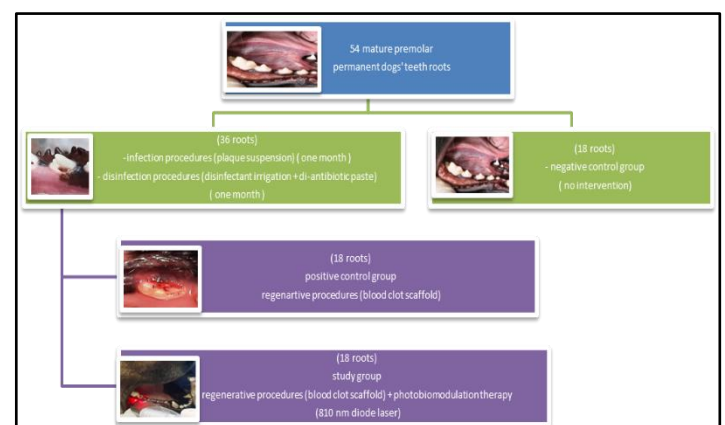 54 mature premolar
permanent dogs' teeth roots
(36 roots)
-infection procedures (plaque suspension) ( one month )
- disinfection procedures (disinfectant irrigation + di-antibiotic paste)
( one month )
(18 roots)
- negative control group
( no intervention)
(18 roots)
positive control group
regenartive procedures (blood clot scaffold)
(18 roots)
study group
regenerative procedures (blood clot scaffold) + photobiomodulation therapy
(810 nm diode laser)